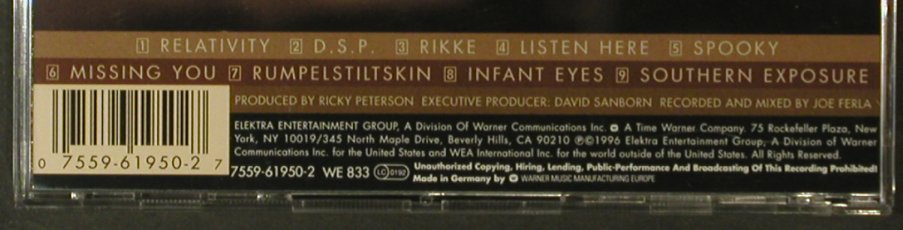 1 RELATIVITY 2 D.S.P. 3 RIKKE 4 LISTEN HERE 5 SPOOKY
6 MISSING YOU 7 RUMPELSTILTSKIN 8 INFANT EYES 9 SOUTHERN EXPOSURE
PRODUCED BY RICKY PETERSON EXECUTIVE PRODUCER: DAVID SANBORN RECORDED AND MIXED BY JOE FERLA
ELEKTRA ENTERTAINMENT GROUP, A Division Of Warner Communications Inc. A Time Warner Company. 75 Rockefeller Plaza, New
York, NY 10019/345 North Maple Drive, Beverly Hills, CA 90210 ℗©1996 Elektra Entertainment Group, A Division of Warner
Communications Inc. for the United States and WEA International Inc. for the world outside of the United States. All Rights Reserved.
0 7559-61950-2 7
7559-61950-2 WE 833 LC 0192 Unauthorized Copying, Hiring, Lending, Public-Performance And Broadcasting Of This Recording Prohibited!
Made in Germany by WARNER MUSIC MANUFACTURING EUROPE